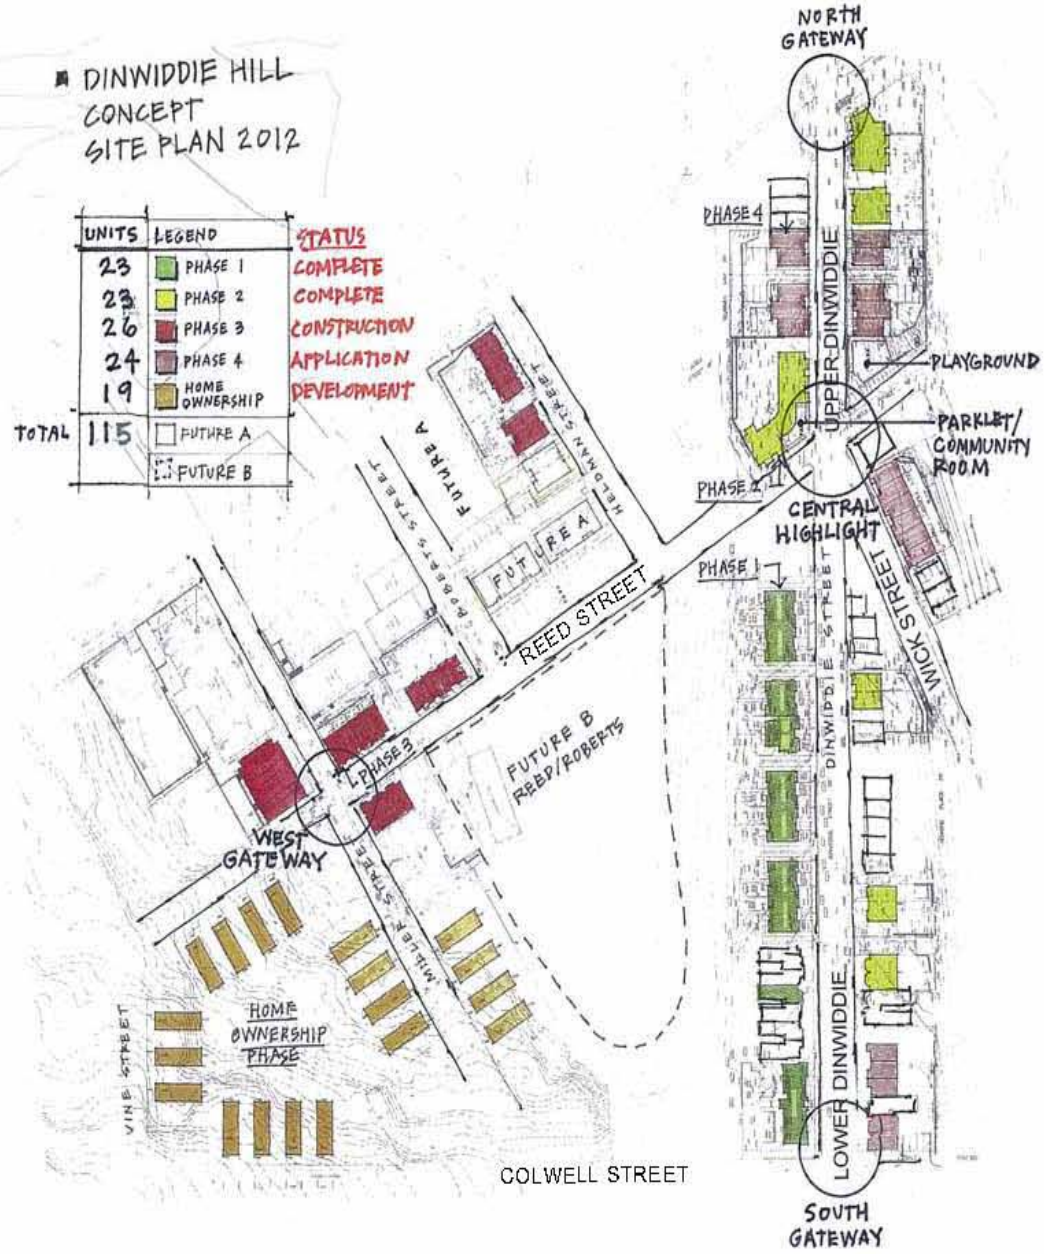 NORTH
GATEWAY
DINWIDDIE HILL
CONCEPT
SITE PLAN 2012
UNITS LEGEND STATUS
23 PHASE 1 COMPLETE
23 PHASE 2 COMPLETE
26 PHASE 3 CONSTRUCTION
24 PHASE 4 APPLICATION
19 HOME OWNERSHIP DEVELOPMENT
TOTAL 115 FUTURE A
FUTURE B
PHASE 4
UPPER DINWIDDIE
PLAYGROUND
PARKLET/
COMMUNITY
ROOM
PHASE 2
CENTRAL
HIGHLIGHT
PHASE 1
FUTURE A
ROBERTS STREET
HELDMAN STREET
FUTURE A
REED STREET
DINWIDDIE STREET
WICK STREET
FUTURE B
REED/ROBERTS
PHASE 3
WEST
GATEWAY
MILLER STREET
HOME
OWNERSHIP
PHASE
VINE STREET
LOWER DINWIDDIE
COLWELL STREET
SOUTH
GATEWAY